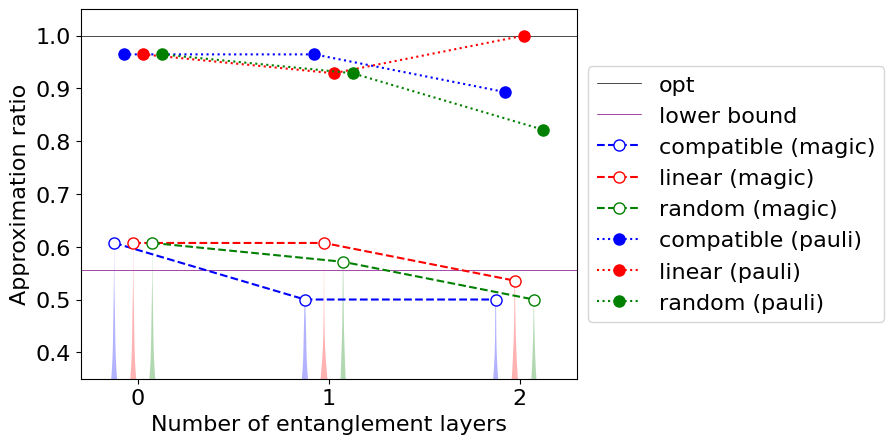 1.0
0.9
0.8
0.7
0.6
0.5
0.4
Approximation ratio
0 1 2
Number of entanglement layers
opt
lower bound
compatible (magic)
linear (magic)
random (magic)
compatible (pauli)
linear (pauli)
random (pauli)